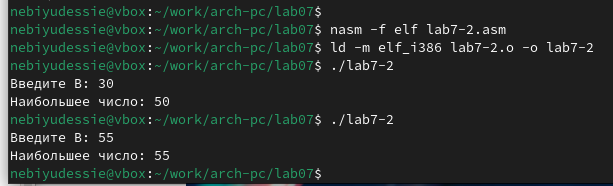 nebiyudessie@vbox:~/work/arch-pc/lab07$
nebiyudessie@vbox:~/work/arch-pc/lab07$ nasm -f elf lab7-2.asm
nebiyudessie@vbox:~/work/arch-pc/lab07$ ld -m elf_i386 lab7-2.o -o lab7-2
nebiyudessie@vbox:~/work/arch-pc/lab07$ ./lab7-2
Введите В: 30
Наибольшее число: 50
nebiyudessie@vbox:~/work/arch-pc/lab07$ ./lab7-2
Введите В: 55
Наибольшее число: 55
nebiyudessie@vbox:~/work/arch-pc/lab07$